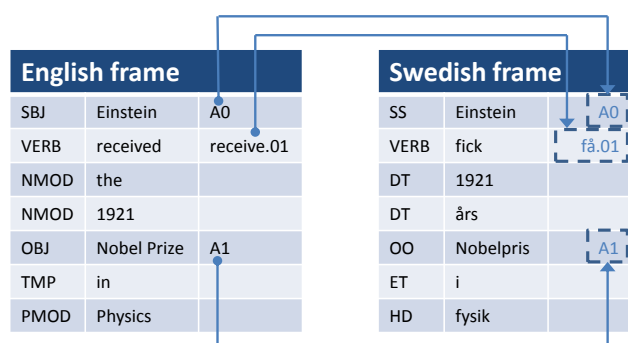 English frame
SBJ Einstein A0
VERB received receive.01
NMOD the
NMOD 1921
OBJ Nobel Prize A1
TMP in
PMOD Physics
Swedish frame
SS Einstein A0
VERB fick få.01
DT 1921
DT års
OO Nobelpris A1
ET i
HD fysik